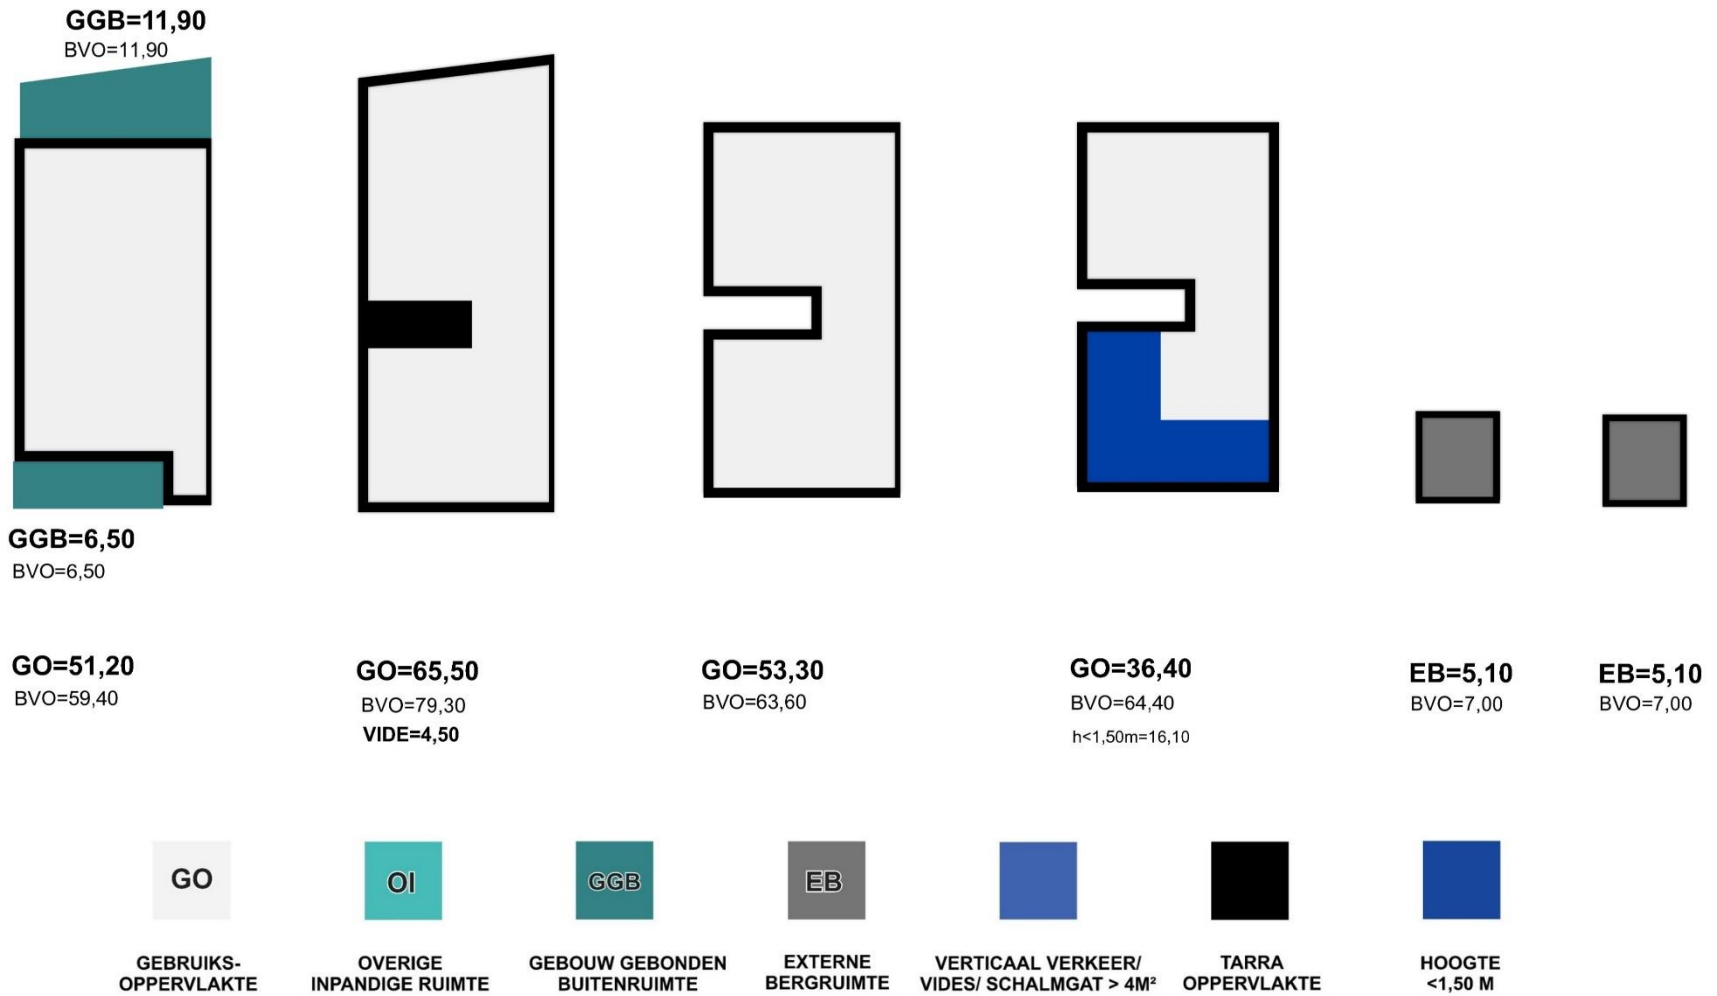 GGB=11,90
BVO=11,90
GGB=6,50
BVO=6,50
GO=51,20
BVO=59,40
GO=65,50
BVO=79,30
VIDE=4,50
GO=53,30
BVO=63,60
GO=36,40
BVO=64,40
h<1,50m=16,10
EB=5,10
BVO=7,00
EB=5,10
BVO=7,00
GO
GEBRUIKS-
OPPERVLAKTE
OI
OVERIGE
INPANDIGE RUIMTE
GGB
GEBOUW GEBONDEN
BUITENRUIMTE
EB
EXTERNE
BERGRUIMTE
VERTICAAL VERKEER/
VIDES/ SCHALMGAT > 4M²
TARRA
OPPERVLAKTE
HOOGTE
<1,50 M